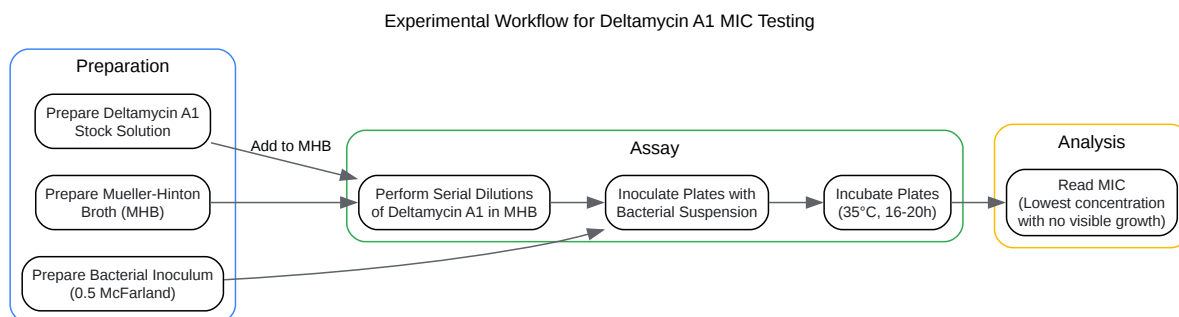 Experimental Workflow for Deltamycin A1 MIC Testing
Preparation
Prepare Deltamycin A1
Stock Solution
Add to MHB
Prepare Mueller-Hinton
Broth (MHB)
Prepare Bacterial Inoculum
(0.5 McFarland)
Assay
Perform Serial Dilutions
of Deltamycin A1 in MHB
Inoculate Plates with
Bacterial Suspension
Incubate Plates
(35°C, 16-20h)
Analysis
Read MIC
(Lowest concentration
with no visible growth)